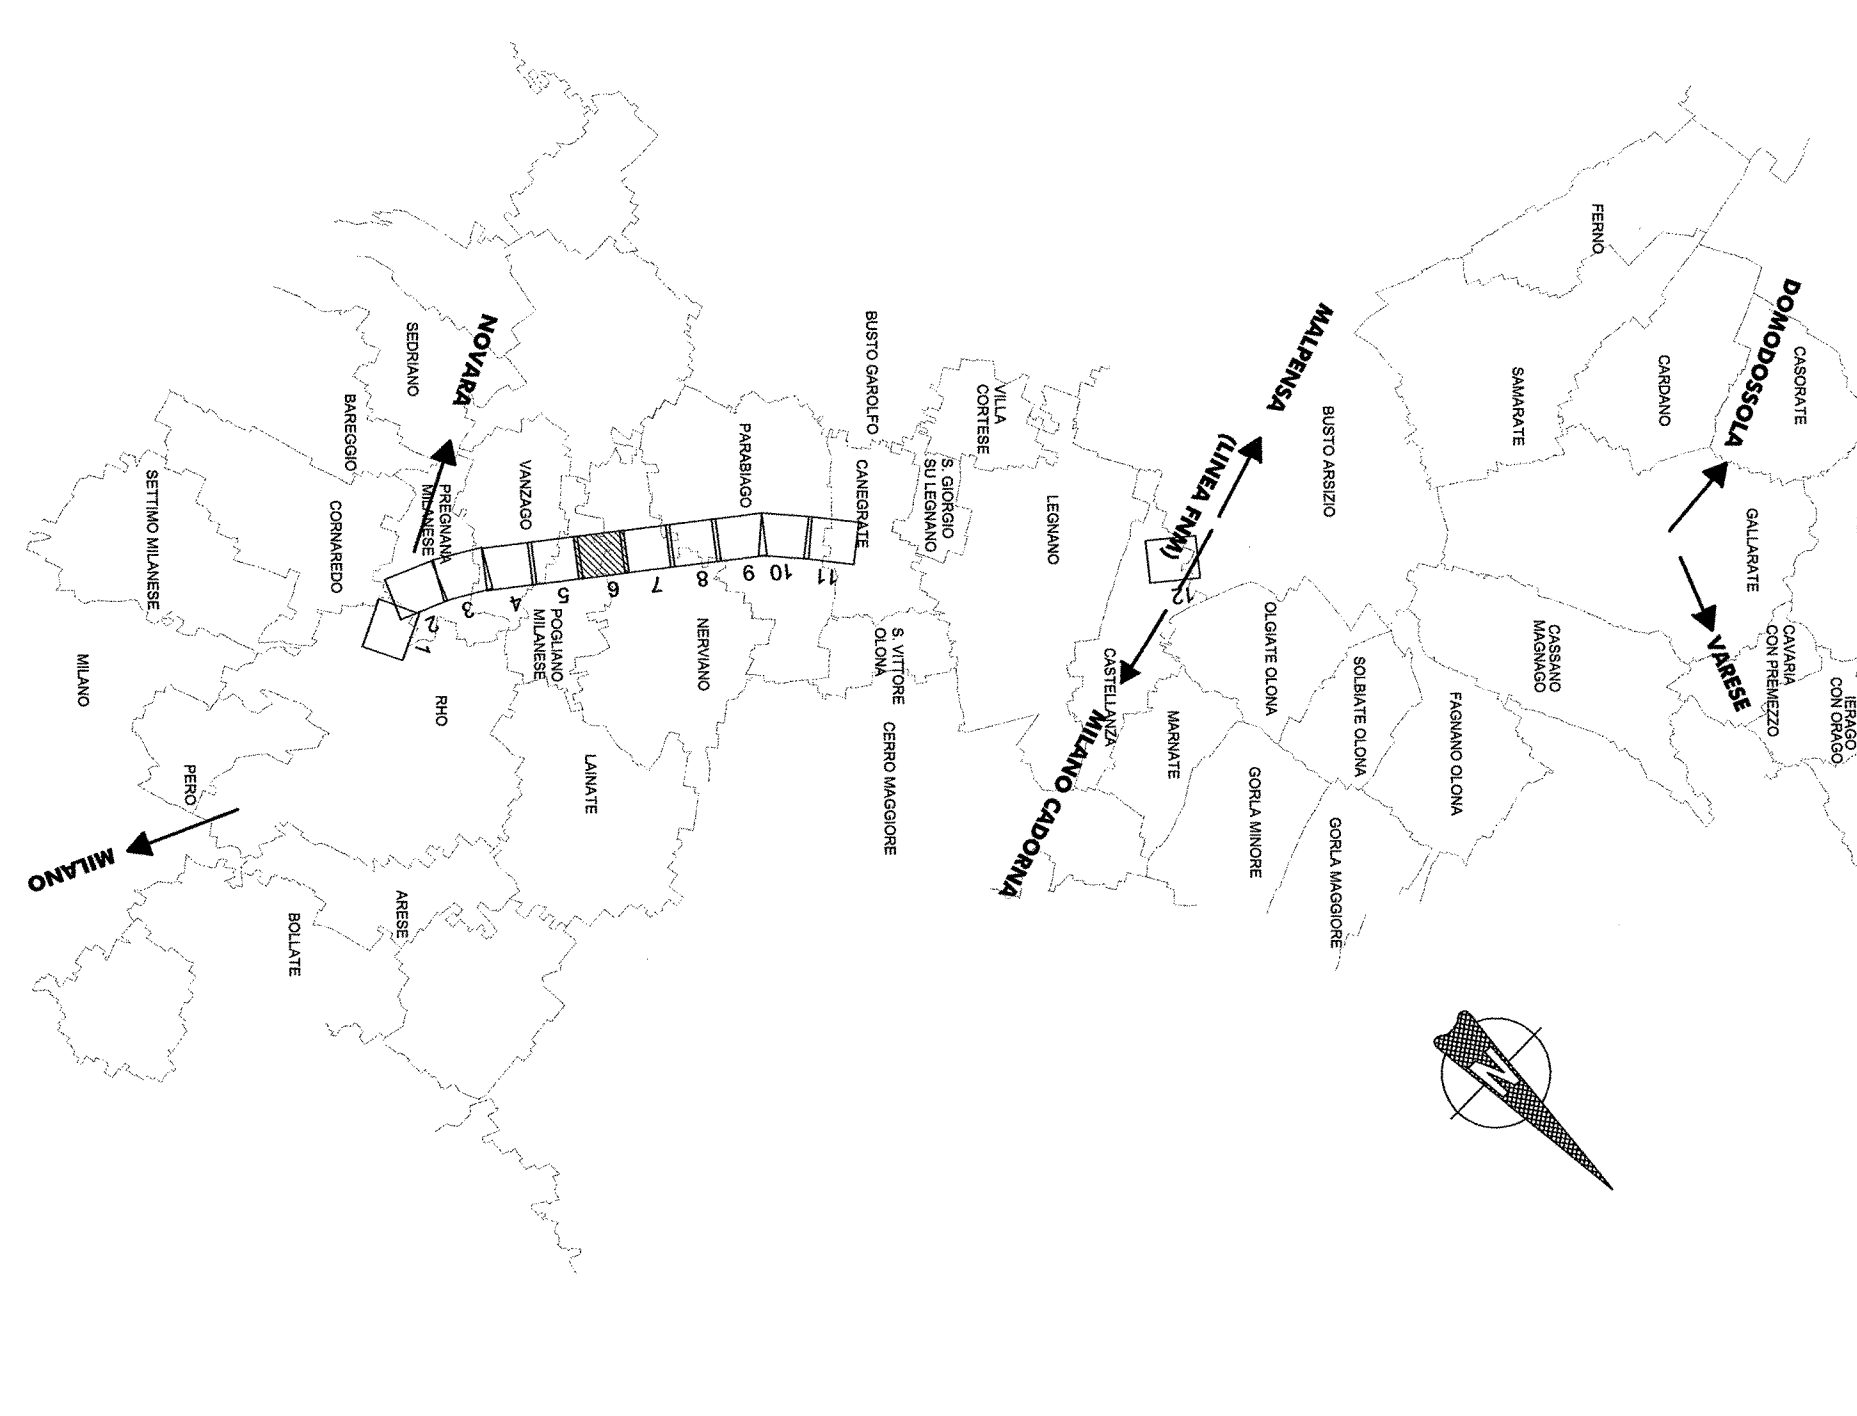 FERNO
DOMODOSSOLA
CASORATE
CARDANO
SAMARATE
MALPENSA
(LINEA FNM)
BUSTO ARSIZIO
GALLARATE
VARESE
CAVARIA
CON PREMEZZO
IERAGO
CON ORAGO
CASSANO
MAGNAGO
FAGNANO OLONA
SOLBIATE OLONA
OLGIATE OLONA
GORLA MAGGIORE
GORLA MINORE
MARNATE
CASTELLANZA
MILANO CADORNA
LEGNANO
VILLA
CORTESE
S. GIORGIO
SU LEGNANO
BUSTO GAROLFO
CANEGRATE
PARABIAGO
S. VITTORE
OLONA
CERRO MAGGIORE
NERVIANO
POGLIANO
MILANESE
LAINATE
VANZAGO
NOVARA
SEDRIANO
BAREGGIO
PREGNANA
MILANESE
CORNAREDO
SETTIMO MILANESE
MILANO
RHO
PERO
MILANO
ARESE
BOLLATE
1
2
3
4
5
6
7
8
9
10
11
12
N